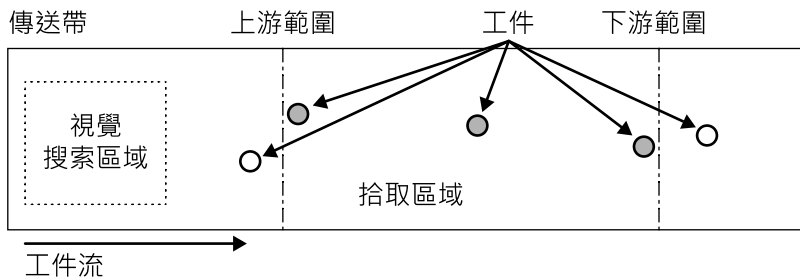 傳送帶
上游範圍
工件
下游範圍
視覺
搜索區域
拾取區域
工件流